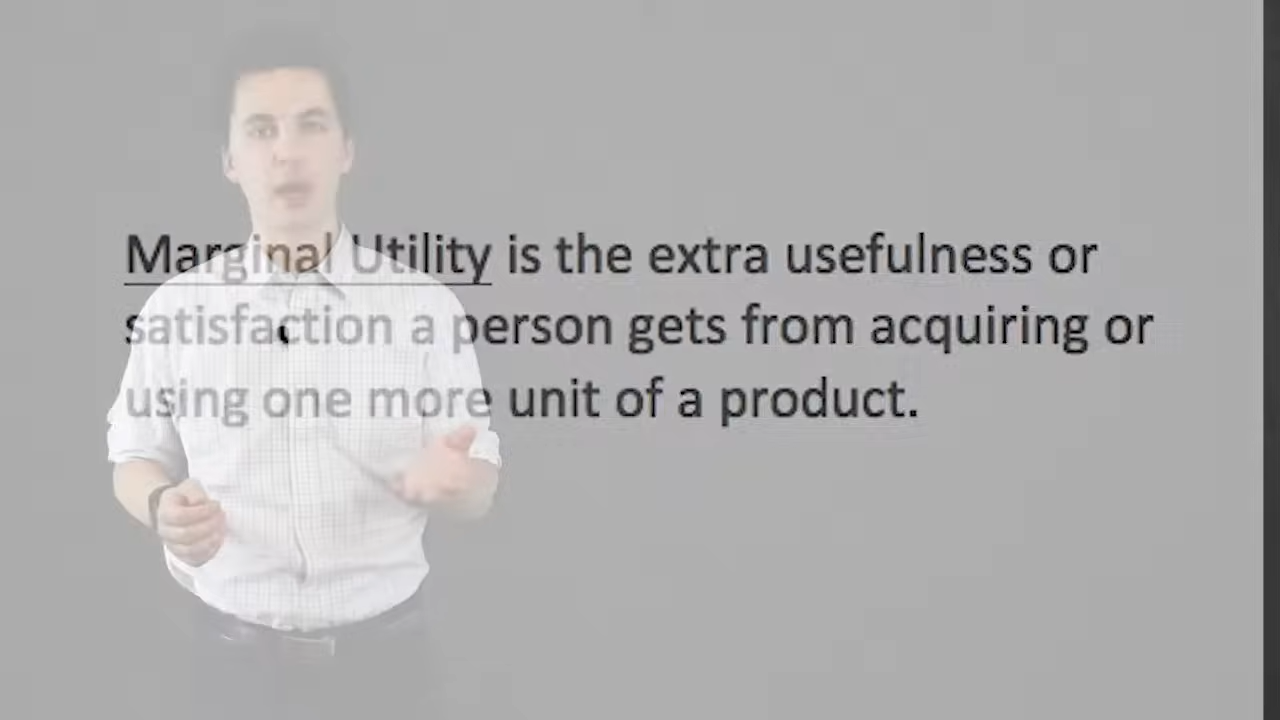 Marginal Utility is the extra usefulness or
satisfaction a person gets from acquiring or
using one more unit of a product.